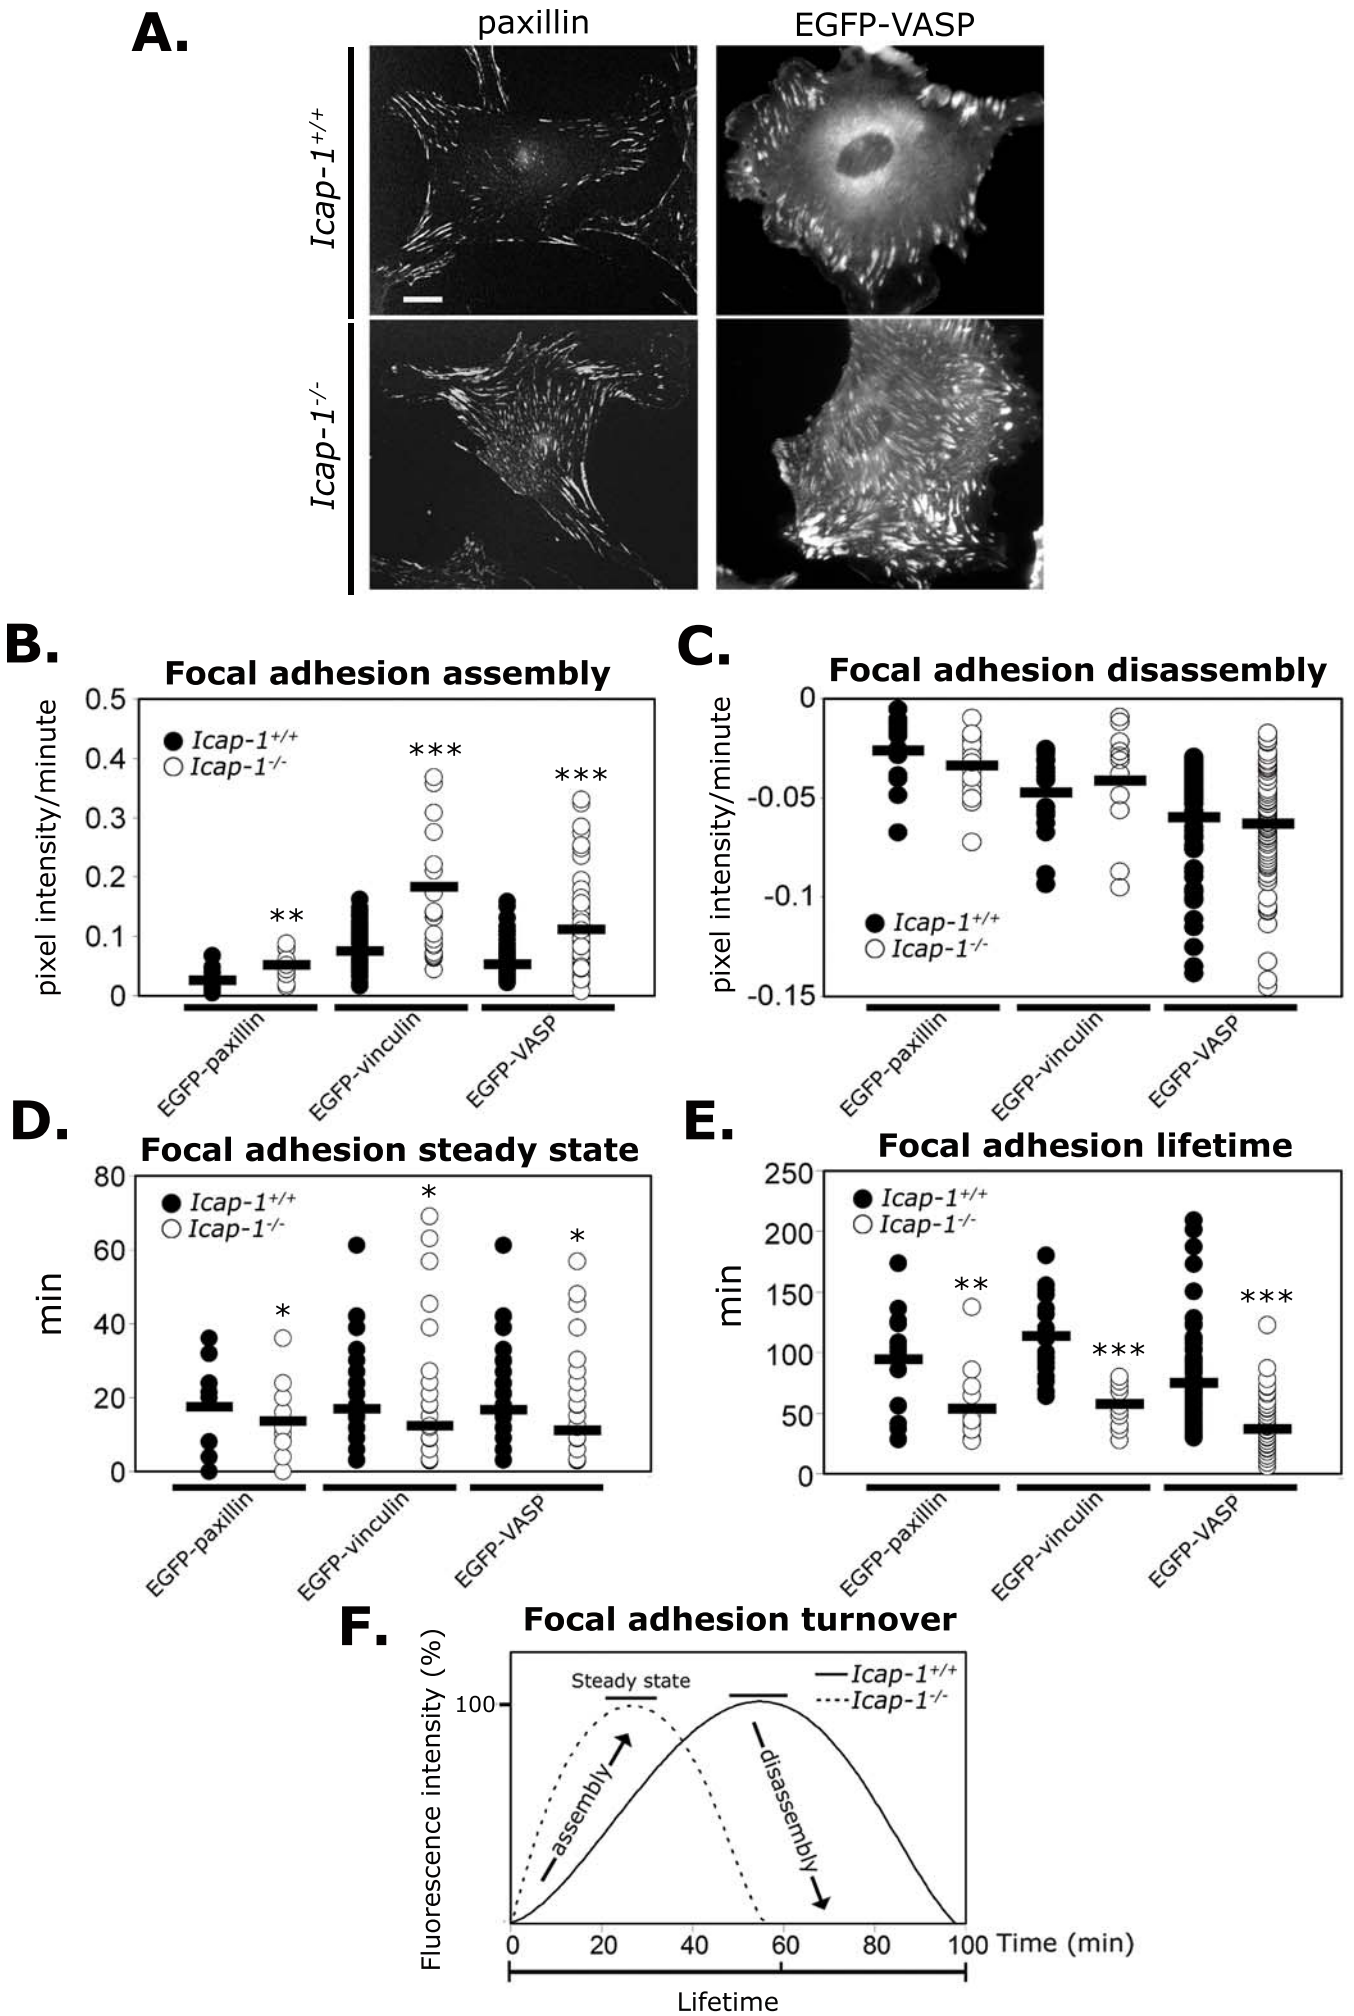 A.
paxillin
EGFP-VASP
Icap-1+/+
Icap-1-/-
B.
Focal adhesion assembly
pixel intensity/minute
0.5
0.4
0.3
0.2
0.1
0
Icap-1+/+
Icap-1-/-
**
***
***
EGFP-paxillin
EGFP-vinculin
EGFP-VASP
C.
Focal adhesion disassembly
pixel intensity/minute
0
-0.05
-0.1
-0.15
Icap-1+/+
Icap-1-/-
EGFP-paxillin
EGFP-vinculin
EGFP-VASP
D.
Focal adhesion steady state
min
80
60
40
20
0
Icap-1+/+
Icap-1-/-
*
*
*
EGFP-paxillin
EGFP-vinculin
EGFP-VASP
E.
Focal adhesion lifetime
min
250
200
150
100
50
0
Icap-1+/+
Icap-1-/-
**
***
***
EGFP-paxillin
EGFP-vinculin
EGFP-VASP
F.
Focal adhesion turnover
Fluorescence intensity (%)
100
Steady state
Icap-1+/+
Icap-1-/-
assembly
disassembly
0 20 40 60 80 100 Time (min)
Lifetime